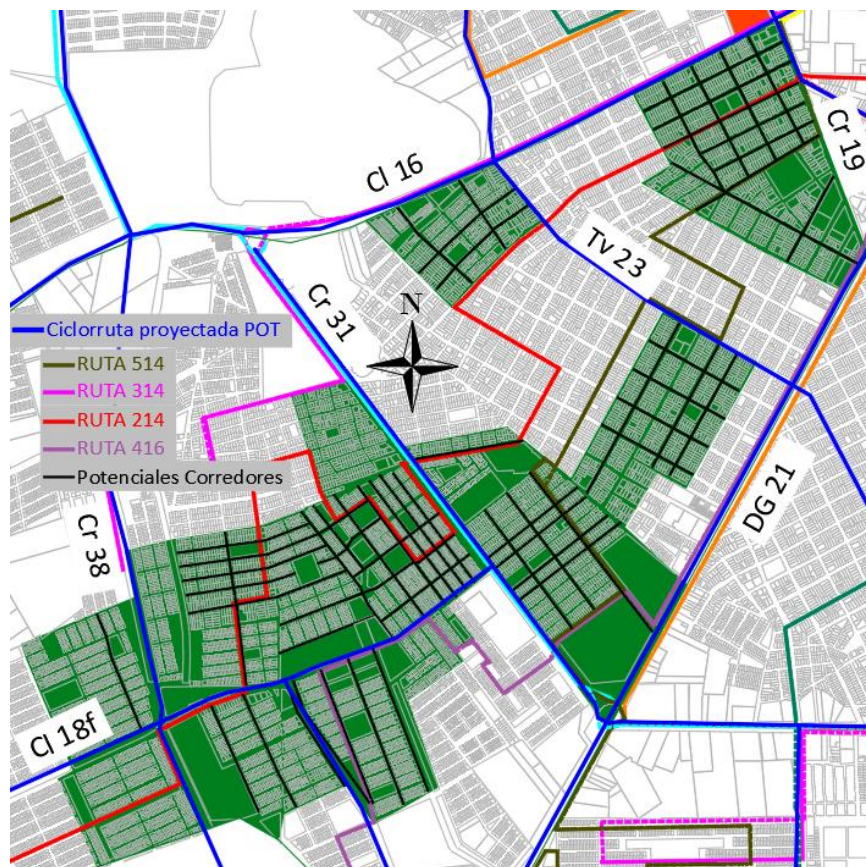 Cl 16
Cr 19
Tv 23
Cr 31
N
Ciclorruta proyectada POT
RUTA 514
RUTA 314
RUTA 214
RUTA 416
Potenciales Corredores
DG 21
Cr 38
Cl 18f